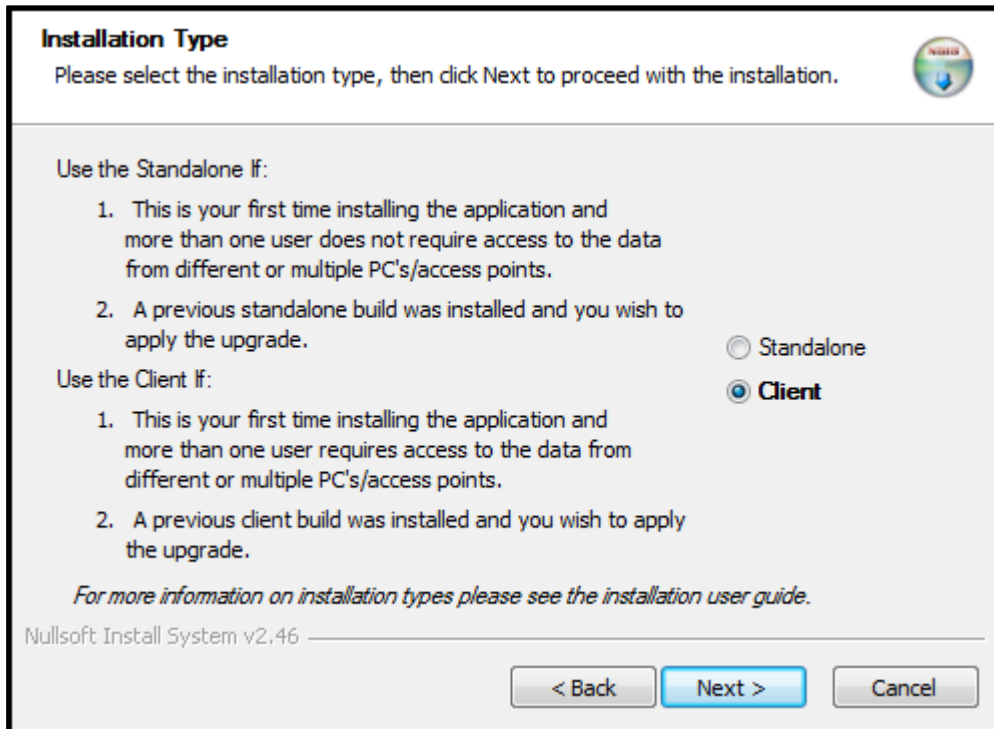 Installation Type
Please select the installation type, then click Next to proceed with the installation.
Use the Standalone If:
1. This is your first time installing the application and
more than one user does not require access to the data
from different or multiple PC's/access points.
2. A previous standalone build was installed and you wish to
apply the upgrade.
Standalone
Use the Client If:
Client
1. This is your first time installing the application and
more than one user requires access to the data from
different or multiple PC's/access points.
2. A previous client build was installed and you wish to apply
the upgrade.
For more information on installation types please see the installation user guide.
Nullsoft Install System v2.46
< Back Next > Cancel